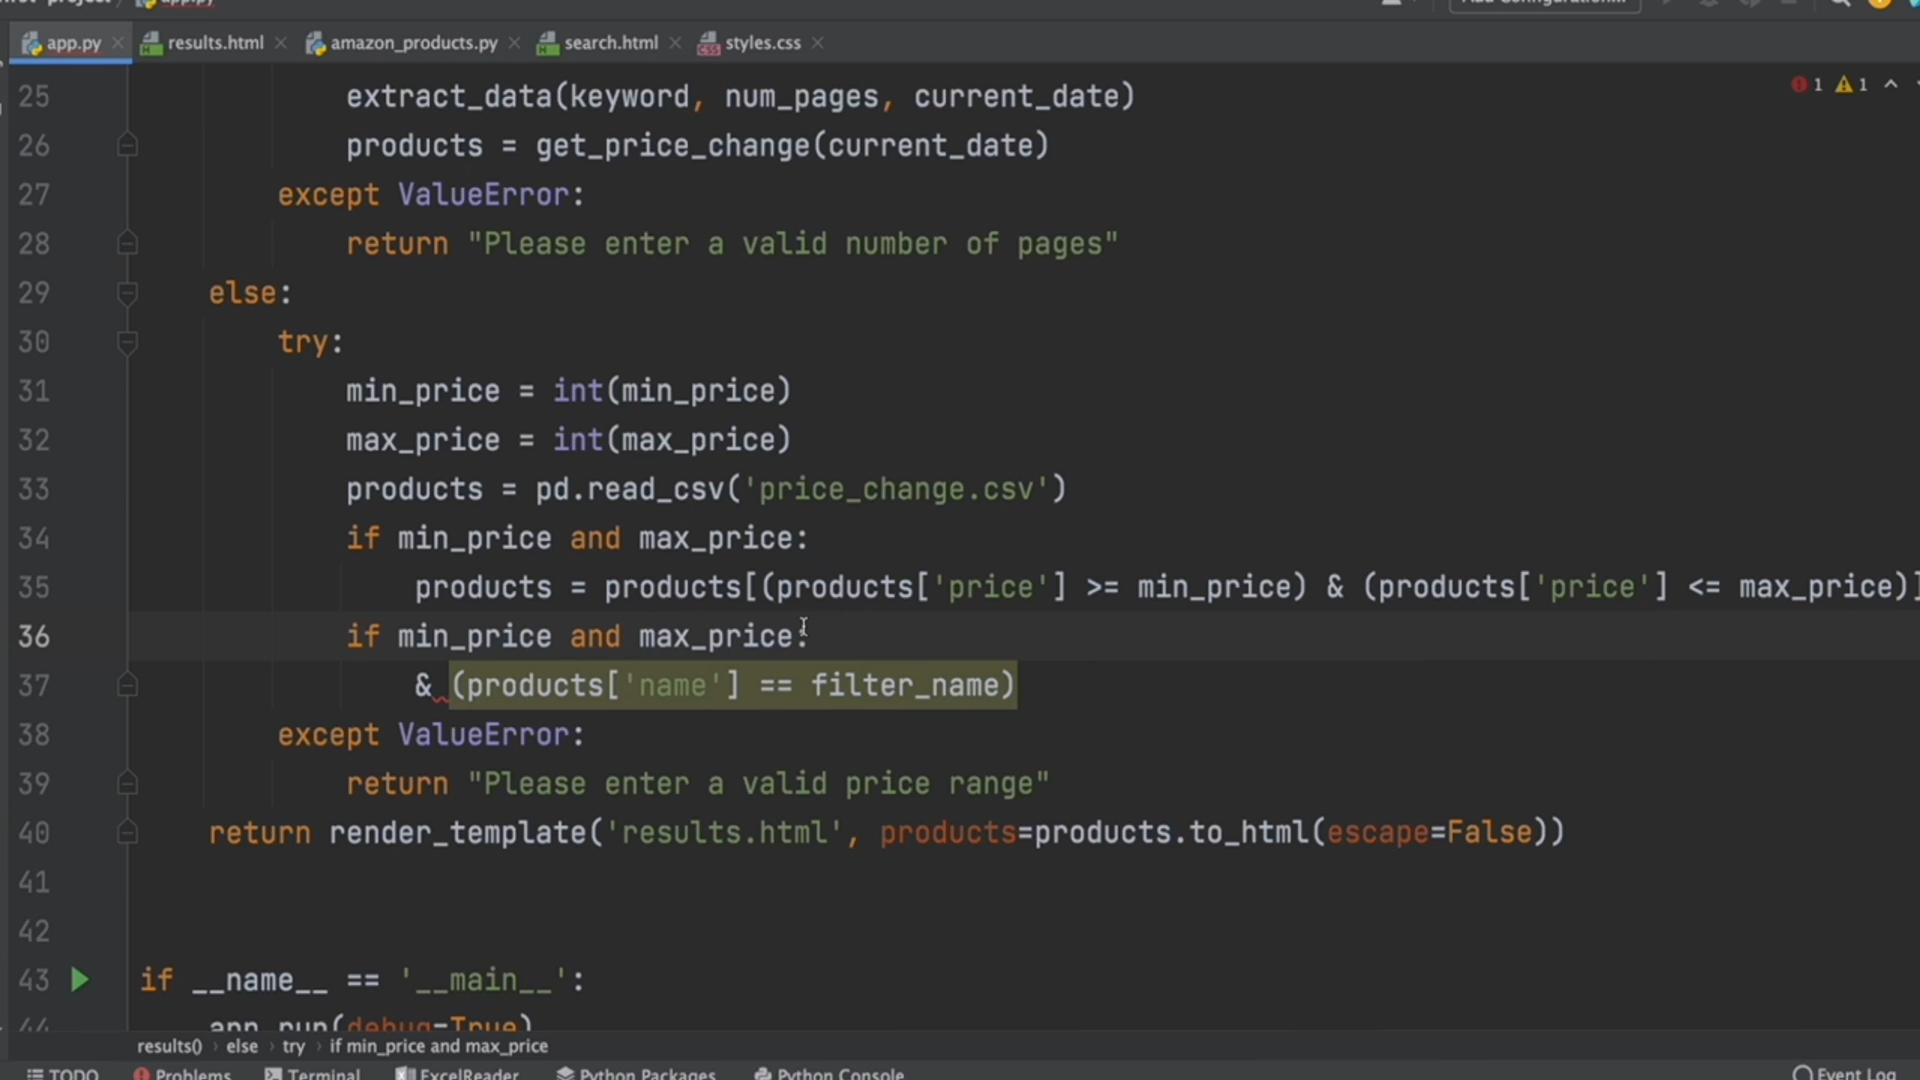 app.py
Add Configuration...
app.py results.html amazon_products.py search.html styles.css
1 1
25 extract_data(keyword, num_pages, current_date)
26 products = get_price_change(current_date)
27 except ValueError:
28 return "Please enter a valid number of pages"
29 else:
30 try:
31 min_price = int(min_price)
32 max_price = int(max_price)
33 products = pd.read_csv('price_change.csv')
34 if min_price and max_price:
35 products = products[(products['price'] >= min_price) & (products['price'] <= max_price)]
36 if min_price and max_price:
37 & (products['name'] == filter_name)
38 except ValueError:
39 return "Please enter a valid price range"
40 return render_template('results.html', products=products.to_html(escape=False))
41
42
43 if __name__ == '__main__':
44 app.run(debug=True)
results() › else › try › if min_price and max_price
TODO Problems Terminal ExcelReader Python Packages Python Console Event Log